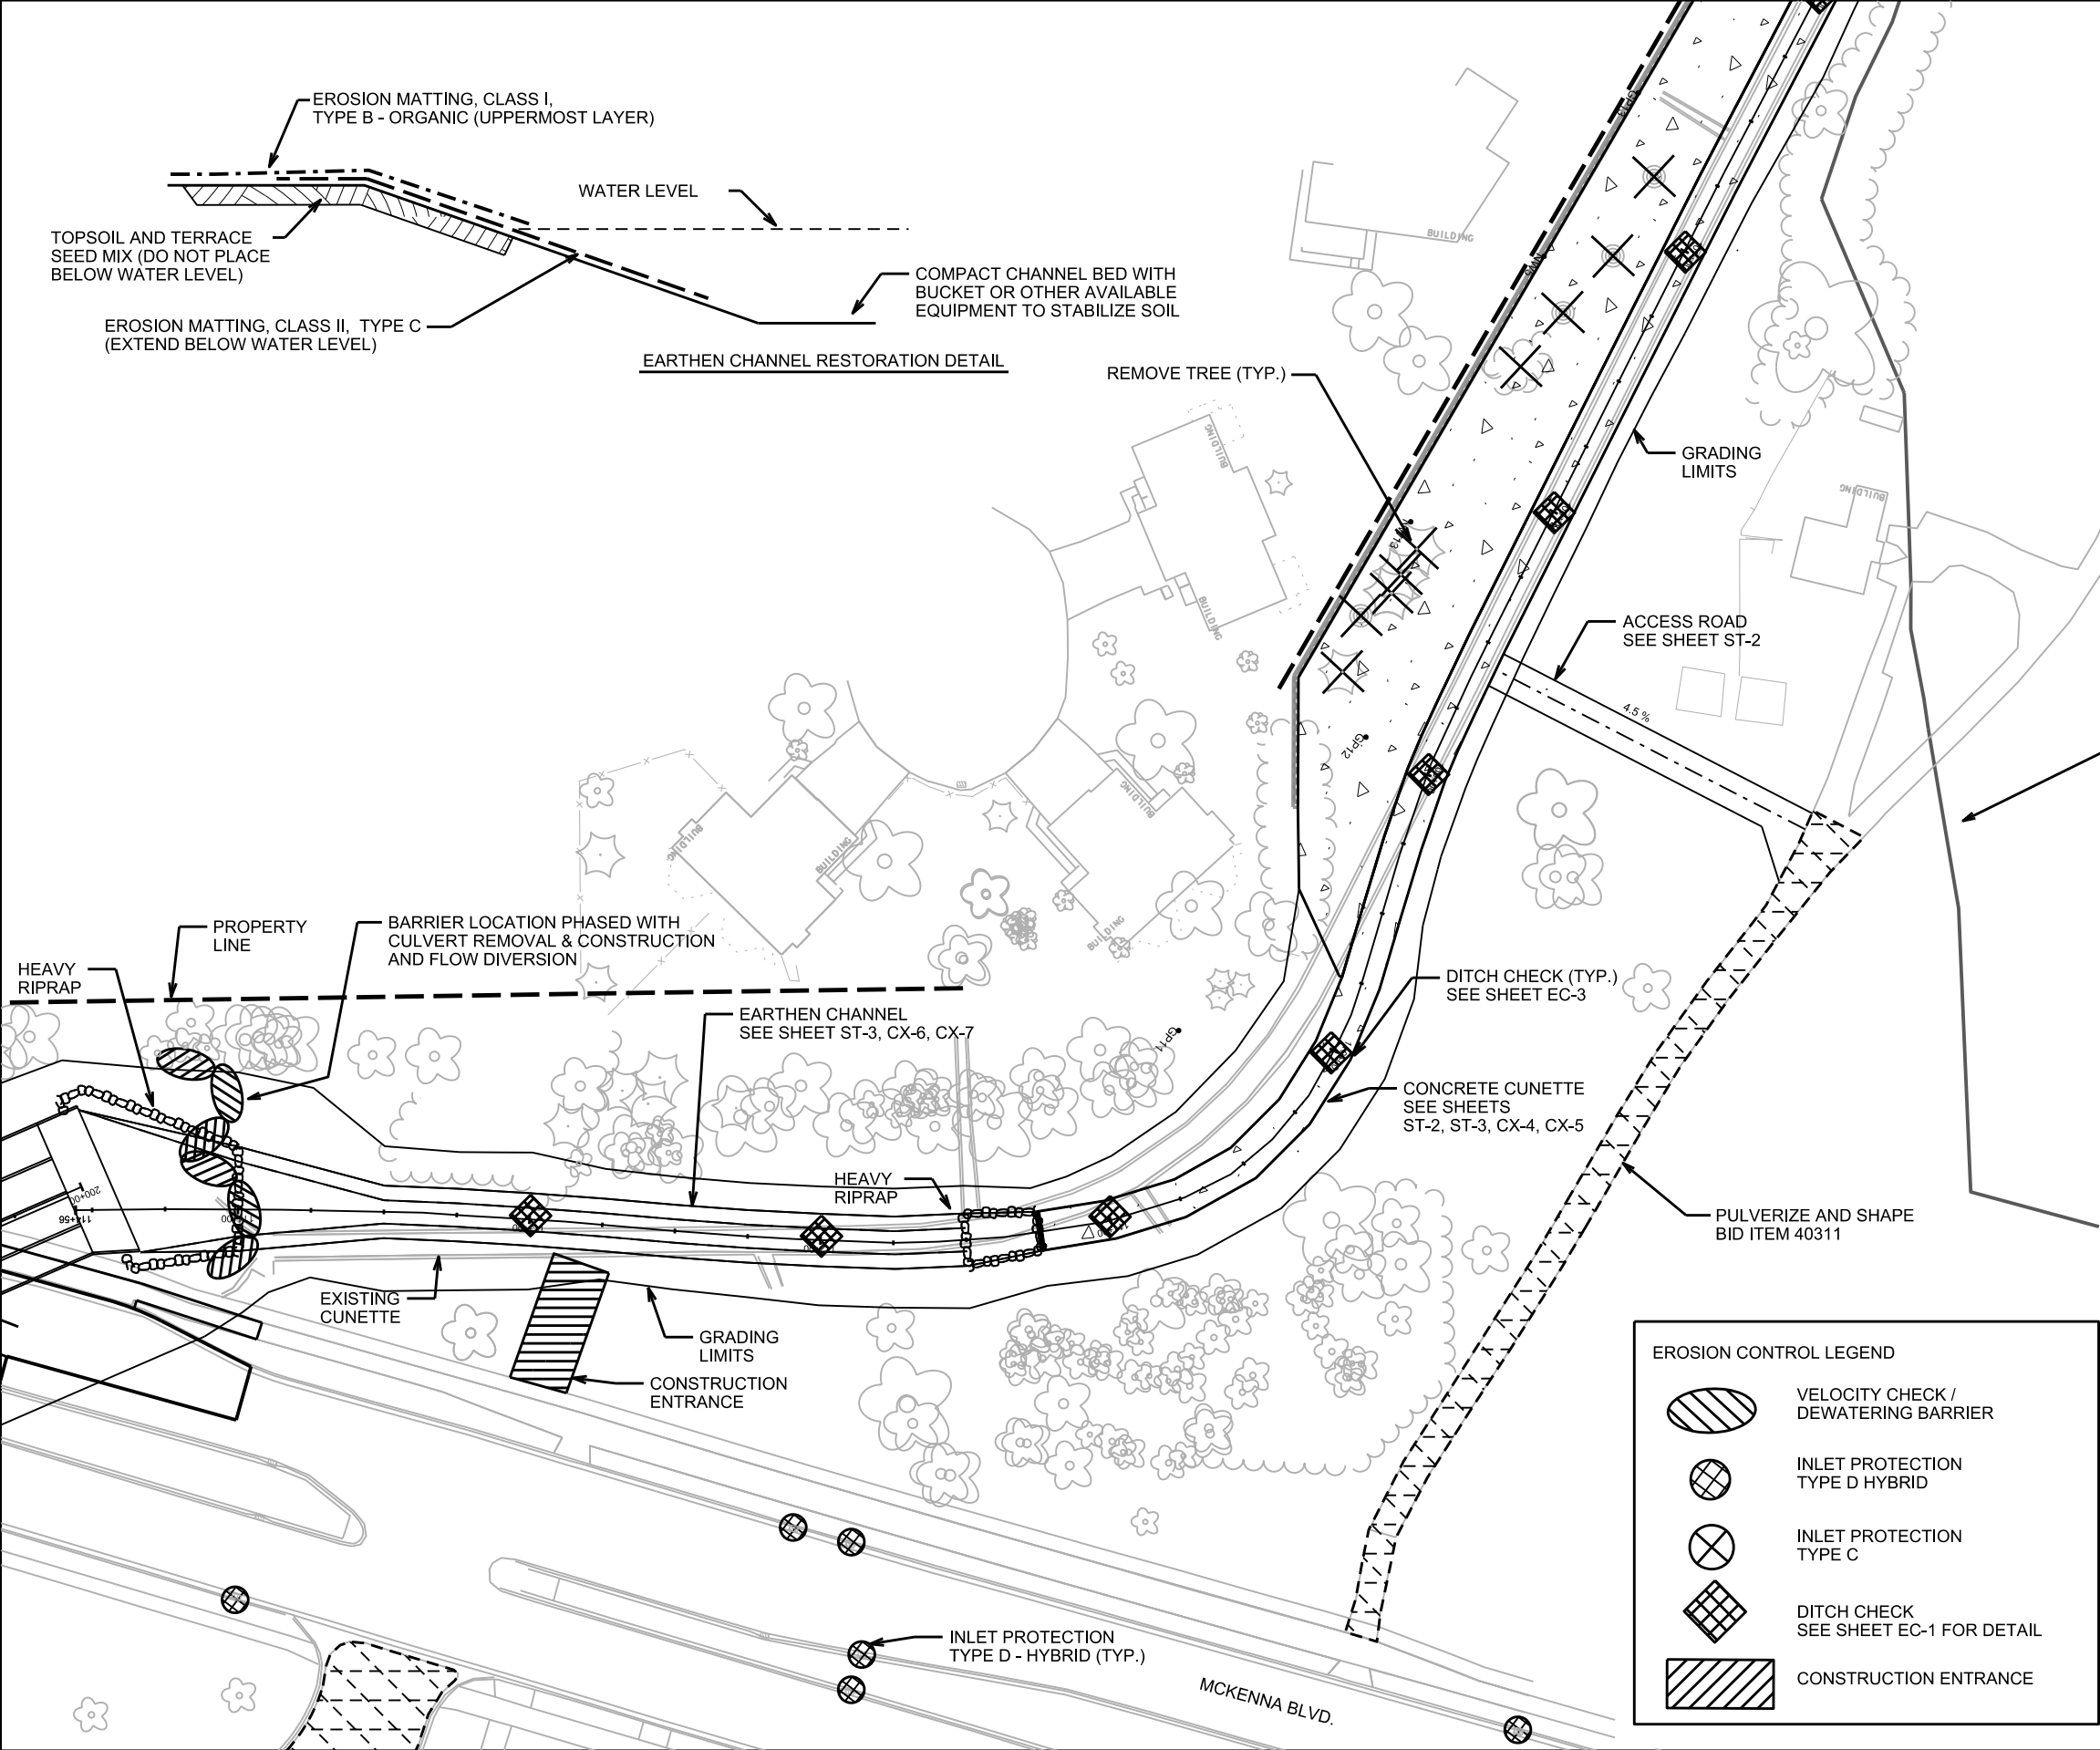 EROSION MATTING, CLASS I,
TYPE B - ORGANIC (UPPERMOST LAYER)
WATER LEVEL
TOPSOIL AND TERRACE
SEED MIX (DO NOT PLACE
BELOW WATER LEVEL)
COMPACT CHANNEL BED WITH
BUCKET OR OTHER AVAILABLE
EQUIPMENT TO STABILIZE SOIL
EROSION MATTING, CLASS II, TYPE C
(EXTEND BELOW WATER LEVEL)
EARTHEN CHANNEL RESTORATION DETAIL
REMOVE TREE (TYP.)
GRADING
LIMITS
ACCESS ROAD
SEE SHEET ST-2
4.5 %
BUILDING
BUILDING
BUILDING
BUILDING
BUILDING
BUILDING
BUILDING
BUILDING
GP12
GP11
PROPERTY
LINE
BARRIER LOCATION PHASED WITH
CULVERT REMOVAL & CONSTRUCTION
AND FLOW DIVERSION
HEAVY
RIPRAP
EARTHEN CHANNEL
SEE SHEET ST-3, CX-6, CX-7
DITCH CHECK (TYP.)
SEE SHEET EC-3
CONCRETE CUNETTE
SEE SHEETS
ST-2, ST-3, CX-4, CX-5
HEAVY
RIPRAP
200+00
114+56
PULVERIZE AND SHAPE
BID ITEM 40311
EXISTING
CUNETTE
GRADING
LIMITS
CONSTRUCTION
ENTRANCE
INLET PROTECTION
TYPE D - HYBRID (TYP.)
MCKENNA BLVD.
EROSION CONTROL LEGEND
VELOCITY CHECK /
DEWATERING BARRIER
INLET PROTECTION
TYPE D HYBRID
INLET PROTECTION
TYPE C
DITCH CHECK
SEE SHEET EC-1 FOR DETAIL
CONSTRUCTION ENTRANCE